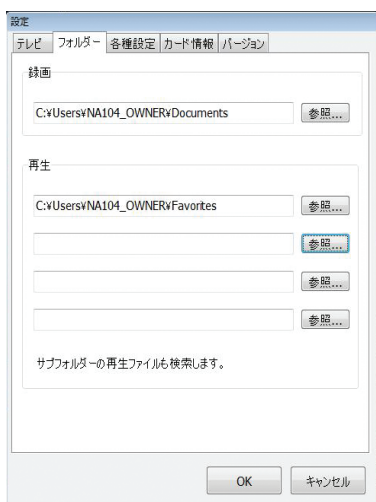 設定
テレビ フォルダー 各種設定 カード情報 バージョン
録画
C:¥Users¥NA104_OWNER¥Documents 参照...
再生
C:¥Users¥NA104_OWNER¥Favorites 参照...
参照...
参照...
参照...
サブフォルダーの再生ファイルも検索します。
OK キャンセル